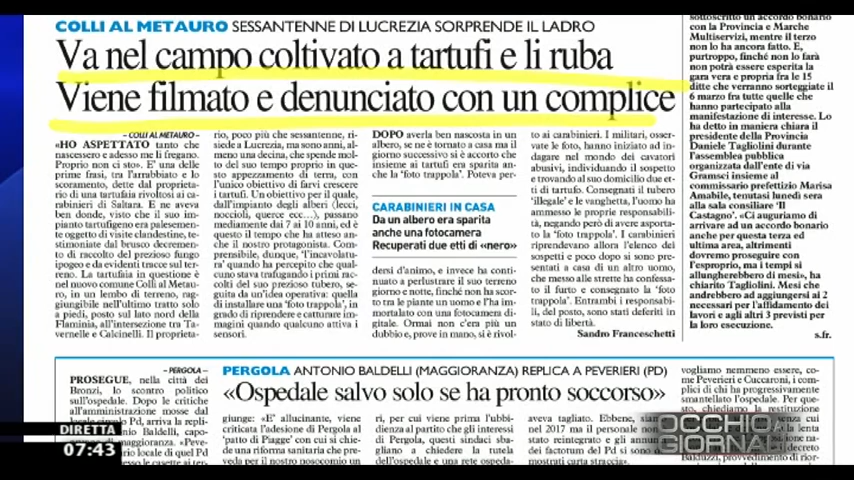 COLLI AL METAURO SESSANTENNE DI LUCREZIA SORPRENDE IL LADRO
Va nel campo coltivato a tartufi e li ruba
Viene filmato e denunciato con un complice
– COLLI AL METAURO –
«HO ASPETTATO tanto che
nascessero e adesso me li fregano.
Proprio non ci sto». E' una delle
prime frasi, tra l'arrabbiato e lo
scoramento, dette dal proprieta-
rio di una tartufaia rivoltosi ai ca-
rabinieri di Saltara. E ne aveva
ben donde, visto che il suo im-
pianto tartufigeno era palesemen-
te oggetto di visite clandestine, te-
stimoniate dal brusco decremen-
to di raccolta del prezioso fungo
ipogeo e da evidenti tracce sul ter-
reno. La tartufaia in questione è
nel nuovo comune Colli al Metau-
ro, in un lembo di terreno, rag-
giungibile nell'ultimo tratto solo
a piedi, posto sul lato nord della
Flaminia, all'intersezione tra Ta-
vernelle e Calcinelli. Il proprieta-
rio, poco più che sessantenne, ri-
siede a Lucrezia, ma sono anni, al-
meno una decina, che spende mol-
to del suo tempo proprio in que-
sto appezzamento di terra, con
l'unico obiettivo di farvi crescere
i tartufi. Un obiettivo per il quale,
dall'impianto degli alberi (lecci,
noccioli, querce ecc…), passano
mediamente dai 7 ai 10 anni, ed è
questo il tempo che ha atteso an-
che il nostro protagonista. Com-
prensibile, dunque, «l'incavolatu-
ra» quando ha percepito che qual-
cuno stava trafugando i primi rac-
colti del suo prezioso tubero, se-
guita da un'idea operativa: quella
di installare una 'foto trappola', in
grado di riprendere e catturare im-
magini quando qualcuno attiva i
sensori.
DOPO averla ben nascosta in un
albero, se ne è tornato a casa ma il
giorno successivo si è accorto che
insieme ai tartufi era sparita an-
che la 'foto trappola'. Poteva per-
CARABINIERI IN CASA
Da un albero era sparita
anche una fotocamera
Recuperati due etti di «nero»
dersi d'animo, e invece ha conti-
nuato a perlustrare il suo terreno
giorno e notte, finché non ha scor-
to tra le piante un uomo e l'ha im-
mortalato con una fotocamera di-
gitale. Ormai non c'era più un
dubbio e, prove in mano, si è rivol-
to ai carabinieri. I militari, osser-
vate le foto, hanno iniziato ad in-
dagare nel mondo dei cavatori
abusivi, individuando il sospetto
e trovando al suo domicilio due et-
ti di tartufo. Consegnati il tubero
'illegale' e le vanghetta, l'uomo ha
ammesso le proprie responsabili-
tà, negando però di avere asporta-
to la 'foto trappola'. I carabinieri
riprendevano allora l'elenco dei
sospetti e poco dopo si sono pre-
sentati a casa di un altro uomo,
che messo alle strette ha confessa-
to il furto e consegnato la 'foto
trappola'. Entrambi i responsabi-
li, del posto, sono stati deferiti in
stato di libertà.
Sandro Franceschetti
sottoscritto un accordo bonario
con la Provincia e Marche
Multiservizi, mentre il terzo
non lo ha ancora fatto. E,
purtroppo, finché non lo farà
non potrà essere esperita la
gara vera e propria fra le 15
ditte che verranno sorteggiate il
6 marzo fra tutte quelle che
hanno partecipato alla
manifestazione di interesse. Lo
ha detto in maniera chiara il
presidente della Provincia
Daniele Tagliolini durante
l'assemblea pubblica
organizzata dall'ente di via
Gramsci insieme al
commissario prefettizio Marisa
Amabile, tenutasi lunedì sera
alla sala consiliare 'Il
Castagno'. «Ci auguriamo di
arrivare ad un accordo bonario
anche per questa terza ed
ultima area, altrimenti
dovremo proseguire con
l'esproprio, ma i tempi si
allungherebbero di mesi», ha
chiarito Taglioli. Mesi che
andrebbero ad aggiungersi ai 2
necessari per l'affidamento dei
lavori e agli altri 3 previsti per
la loro esecuzione.
s.fr.
– PERGOLA –
PROSEGUE, nella città dei
Bronzi, lo scontro politico
sull'ospedale. Dopo le critiche
all'amministrazione mosse dal
Pd, arriva la repli-
maggioranza. «Peve-
PERGOLA ANTONIO BALDELLI (MAGGIORANZA) REPLICA A PEVERIERI (PD)
«Ospedale salvo solo se ha pronto soccorso»
giunge: «E' allucinante, viene
criticata l'adesione di Pergola al
patto di Piagge» con cui si chie-
de una riforma sanitaria che pre-
veda per il nostro nosocomio un
ri, per cui viene prima l'ubbi-
dienza al partito che gli interessi
di Pergola, questi sindaci sba-
gliano a chiedere la tutela
dell'ospedale e una rete ospeda-
aveva tagliato. Ebbene,
nel 2017 ma il personale non
stato reintegrato e gli annun
dei factotum del Pd si sono di-
mostrati carta straccia».
vogliamo nemmeno essere, co-
me Peverieri e Cuccaroni, i com-
plici di chi ha progressivamente
smantellato l'ospedale. Per que-
sto, chiediamo la restituzione
DIRETTA
07:43
OCCHIO AI GIORNALI